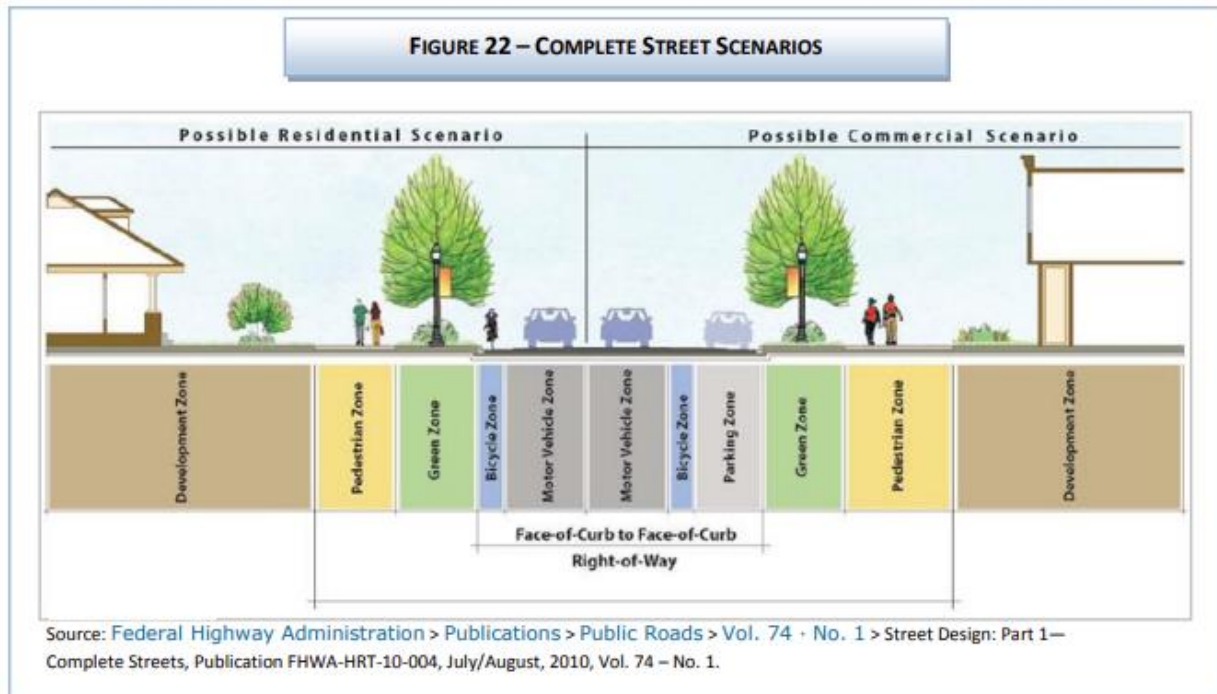 FIGURE 22 – COMPLETE STREET SCENARIOS
Possible Residential Scenario
Possible Commercial Scenario
Development Zone
Pedestrian Zone
Green Zone
Bicycle Zone
Motor Vehicle Zone
Motor Vehicle Zone
Bicycle Zone
Parking Zone
Green Zone
Pedestrian Zone
Development Zone
Face-of-Curb to Face-of-Curb
Right-of-Way
Source: Federal Highway Administration > Publications > Public Roads > Vol. 74 · No. 1 > Street Design: Part 1—
Complete Streets, Publication FHWA-HRT-10-004, July/August, 2010, Vol. 74 – No. 1.